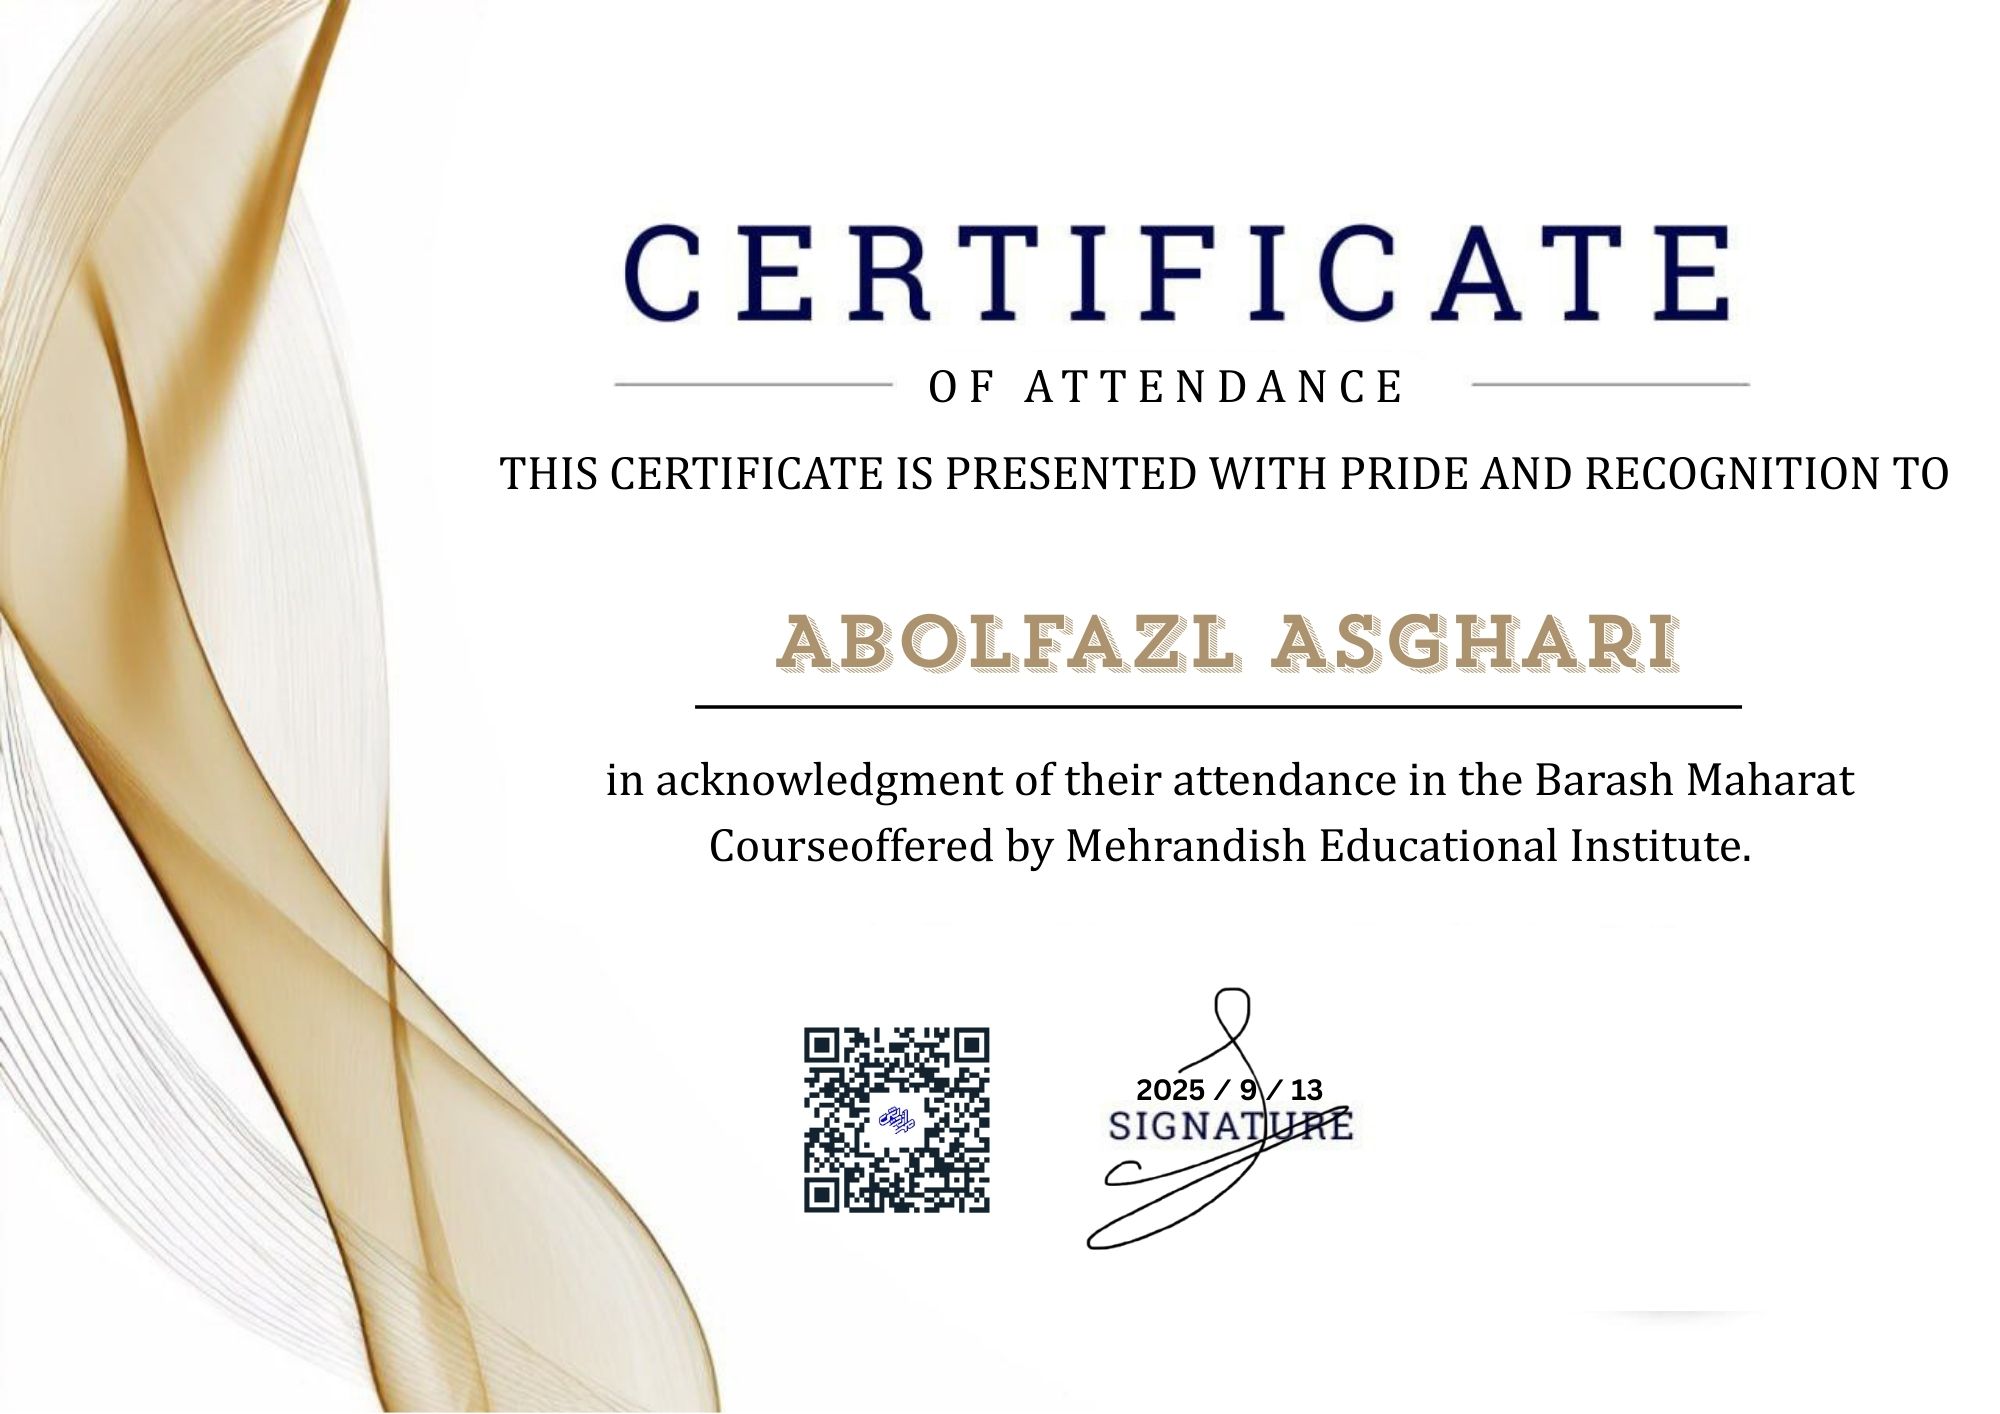 CERTIFICATE
OF ATTENDANCE
THIS CERTIFICATE IS PRESENTED WITH PRIDE AND RECOGNITION TO
ABOLFAZL ASGHARI
in acknowledgment of their attendance in the Barash Maharat
Courseoffered by Mehrandish Educational Institute.
2025 / 9 / 13
SIGNATURE